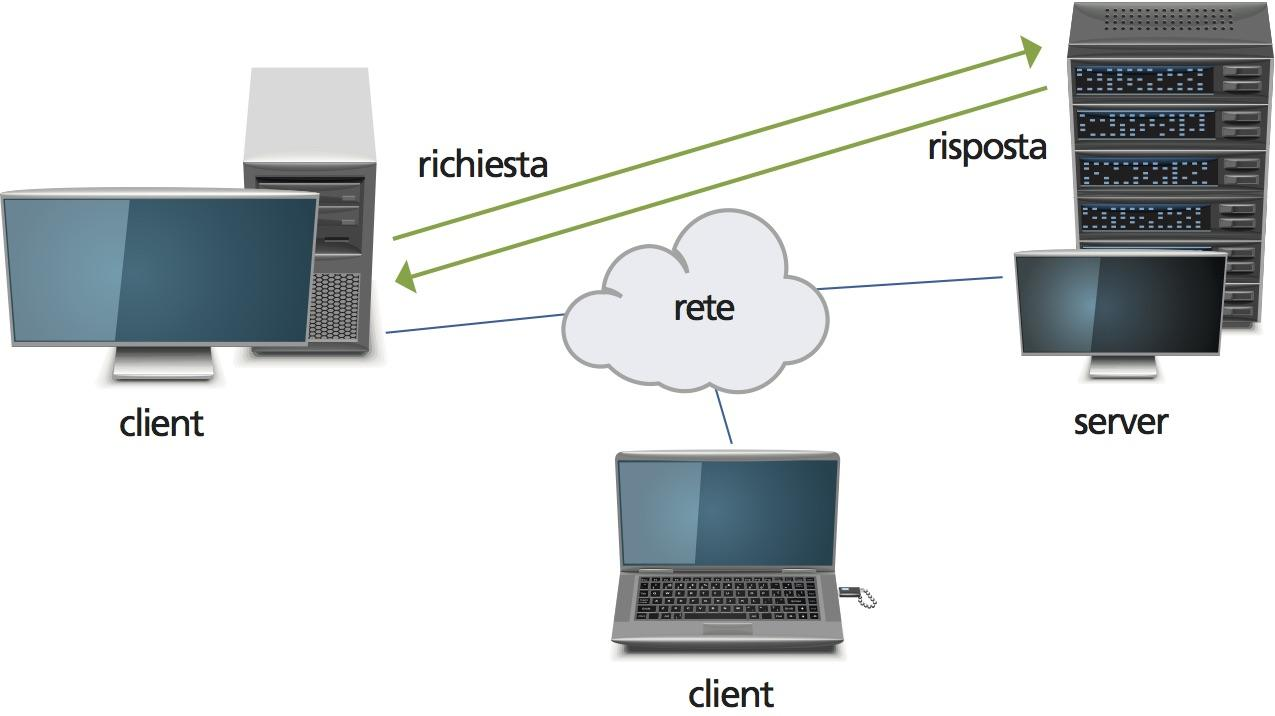 richiesta
risposta
rete
client
server
client